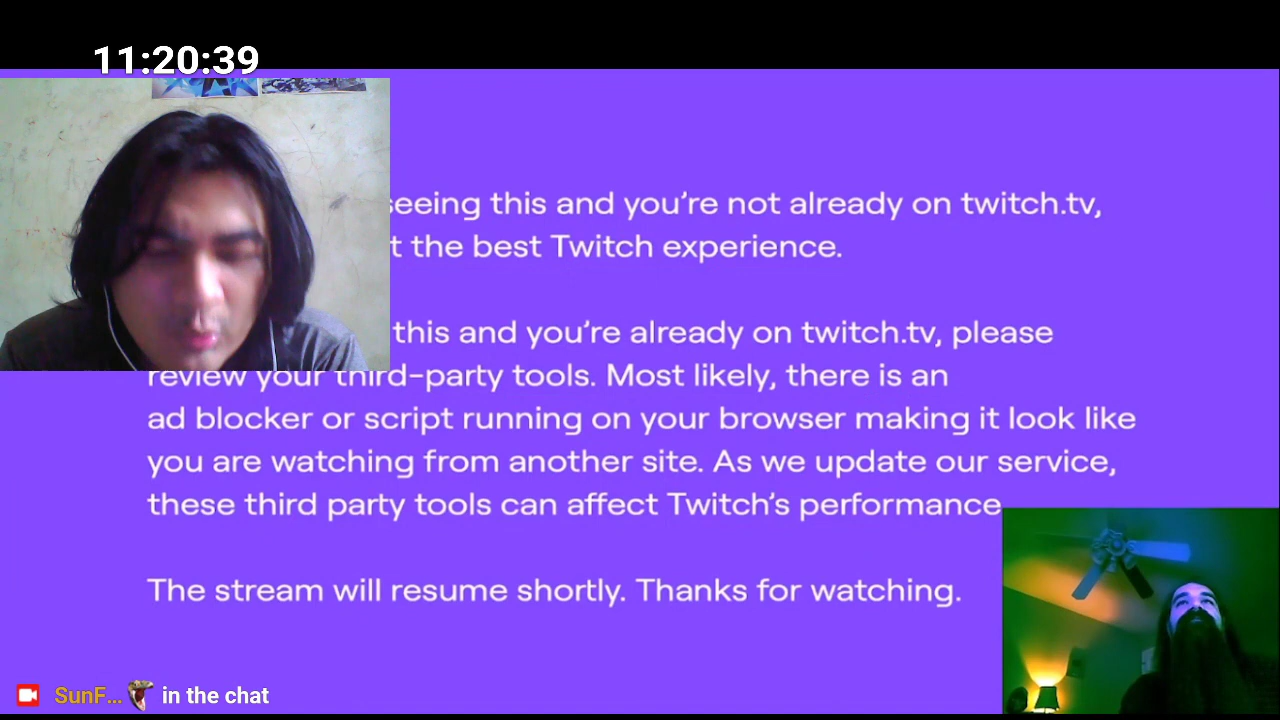 11:20:39
seeing this and you're not already on twitch.tv,
t the best Twitch experience.
this and you're already on twitch.tv, please
review your third-party tools. Most likely, there is an
ad blocker or script running on your browser making it look like
you are watching from another site. As we update our service,
these third party tools can affect Twitch's performance
The stream will resume shortly. Thanks for watching.
SunF... in the chat